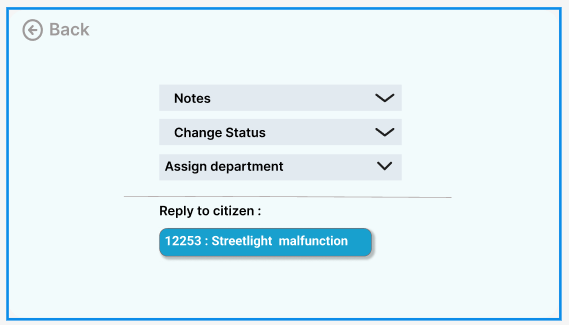 Back
Notes
Change Status
Assign department
Reply to citizen :
12253 : Streetlight malfunction